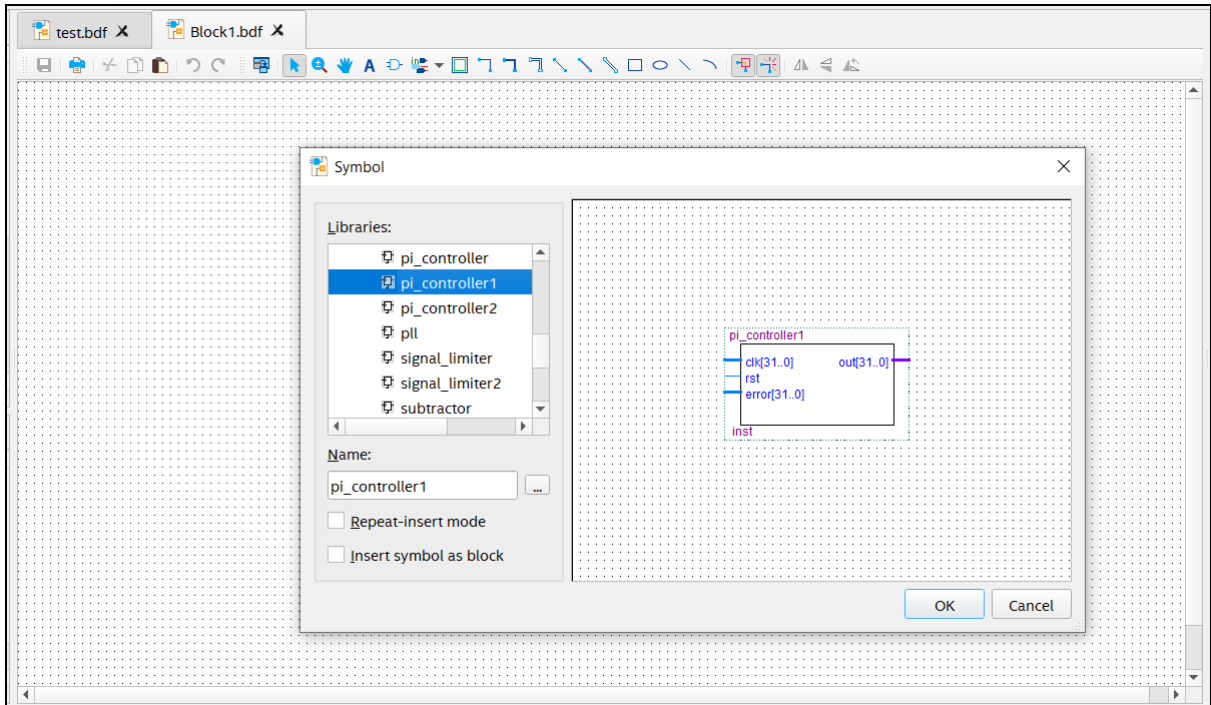 test.bdf
Block1.bdf
Symbol
Libraries:
pi_controller
pi_controller1
pi_controller2
pll
signal_limiter
signal_limiter2
subtractor
Name:
pi_controller1
...
Repeat-insert mode
Insert symbol as block
pi_controller1
clk[31..0] out[31..0]
rst
error[31..0]
inst
OK Cancel